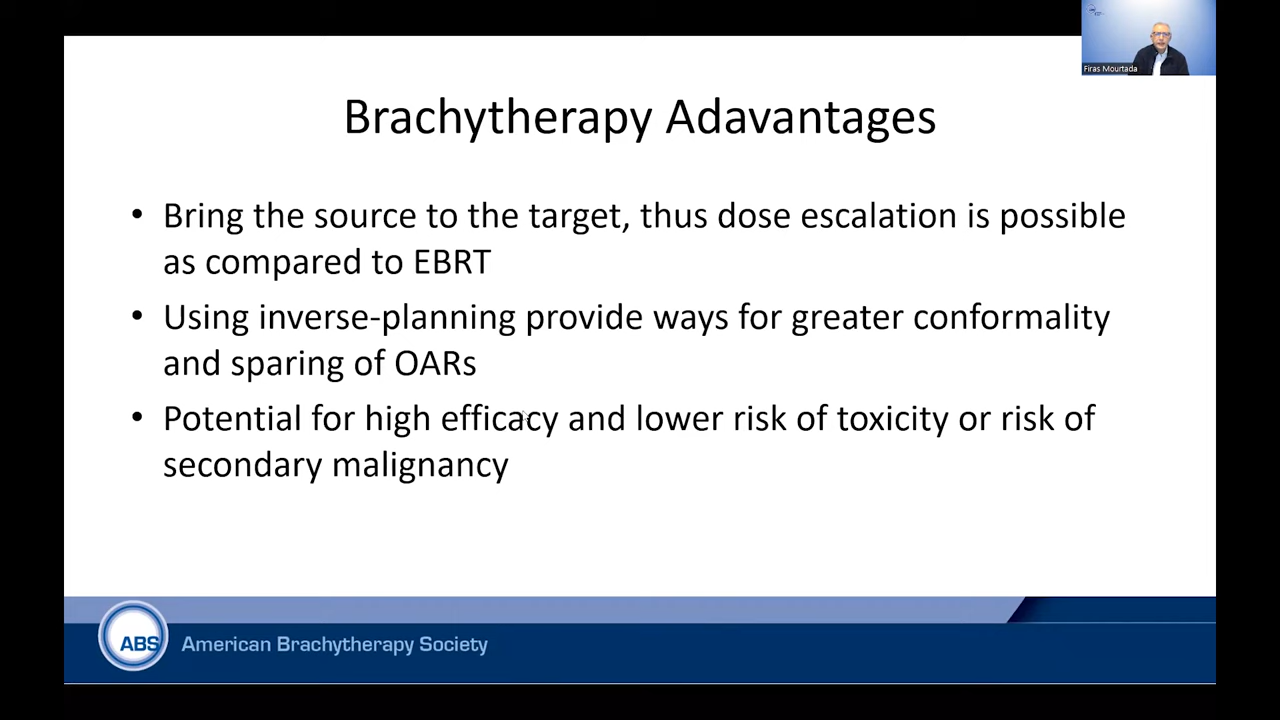 Firas Mourtada
Brachytherapy Adavantages
• Bring the source to the target, thus dose escalation is possible
as compared to EBRT
• Using inverse-planning provide ways for greater conformality
and sparing of OARs
• Potential for high efficacy and lower risk of toxicity or risk of
secondary malignancy
ABS
American Brachytherapy Society